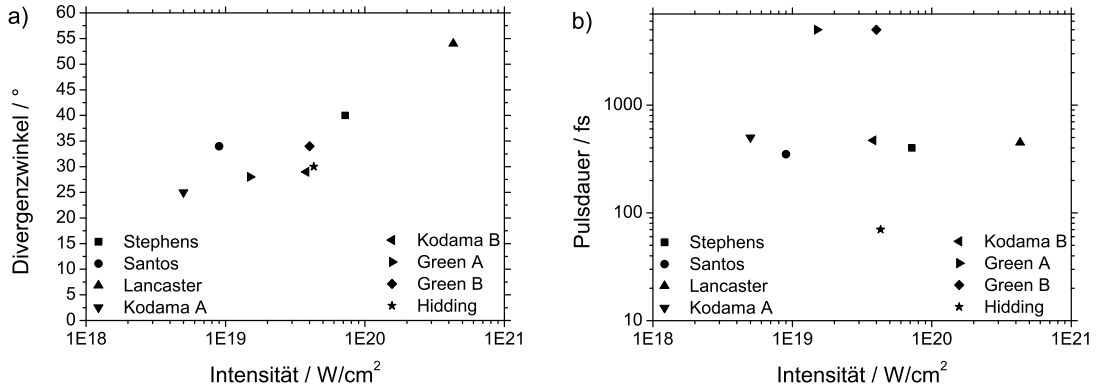 a)
Divergenzwinkel / °
60
55
50
45
40
35
30
25
20
15
10
5
0
Stephens
Santos
Lancaster
Kodama A
Kodama B
Green A
Green B
Hidding
1E18 1E19 1E20 1E21
Intensität / W/cm²
b)
Pulsdauer / fs
1000
100
10
Stephens
Santos
Lancaster
Kodama A
Kodama B
Green A
Green B
Hidding
1E18 1E19 1E20 1E21
Intensität / W/cm²